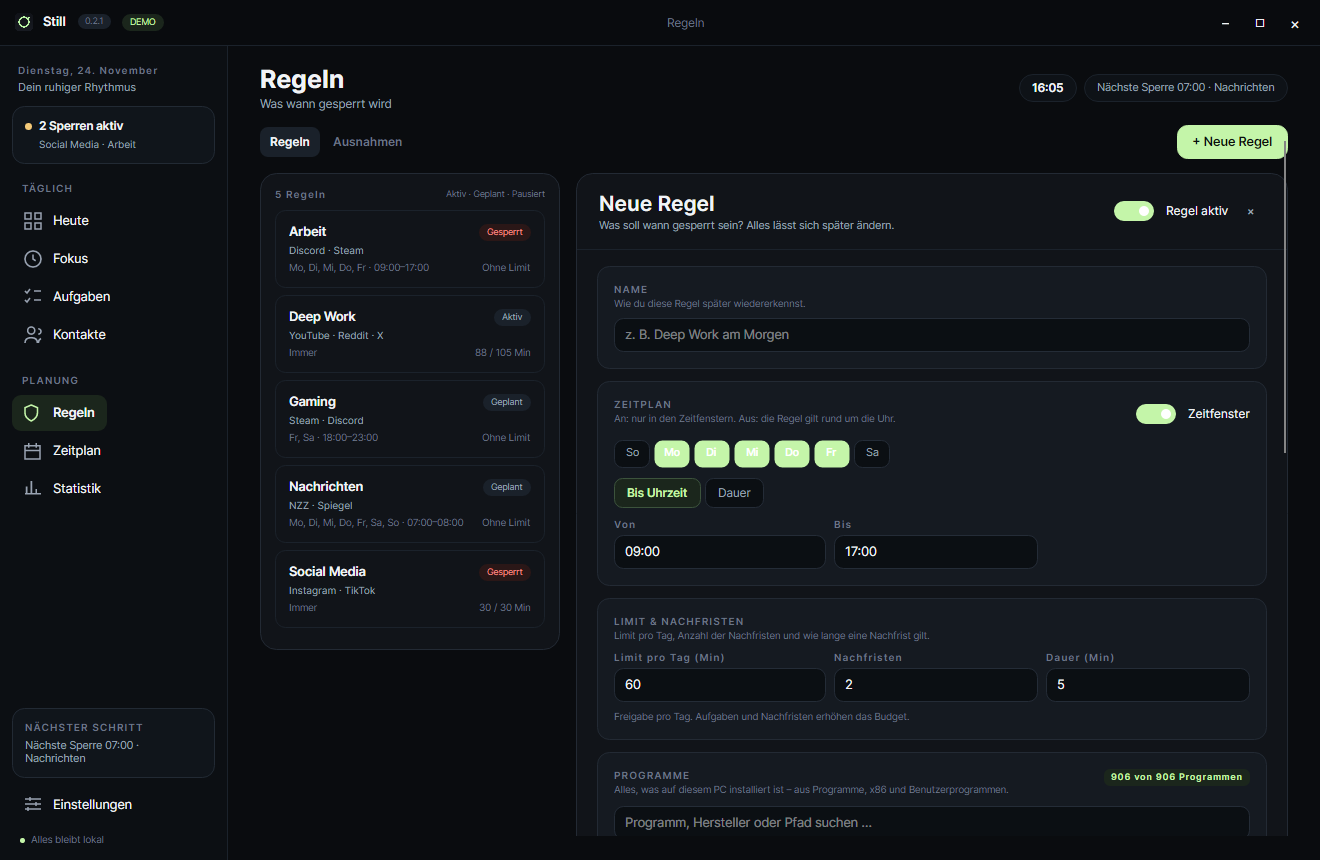 Still 0.2.1 DEMO
Regeln
Dienstag, 24. November
Dein ruhiger Rhythmus
2 Sperren aktiv
Social Media · Arbeit
TÄGLICH
Heute
Fokus
Aufgaben
Kontakte
PLANUNG
Regeln
Zeitplan
Statistik
NÄCHSTER SCHRITT
Nächste Sperre 07:00 ·
Nachrichten
Einstellungen
Alles bleibt lokal
Regeln
Was wann gesperrt wird
16:05
Nächste Sperre 07:00 · Nachrichten
Regeln Ausnahmen
+ Neue Regel
5 Regeln Aktiv · Geplant · Pausiert
Arbeit Gesperrt
Discord · Steam
Mo, Di, Mi, Do, Fr · 09:00–17:00 Ohne Limit
Deep Work Aktiv
YouTube · Reddit · X
Immer 88 / 105 Min
Gaming Geplant
Steam · Discord
Fr, Sa · 18:00–23:00 Ohne Limit
Nachrichten Geplant
NZZ · Spiegel
Mo, Di, Mi, Do, Fr, Sa, So · 07:00–08:00 Ohne Limit
Social Media Gesperrt
Instagram · TikTok
Immer 30 / 30 Min
Neue Regel
Was soll wann gesperrt sein? Alles lässt sich später ändern.
Regel aktiv ×
NAME
Wie du diese Regel später wiedererkennst.
z. B. Deep Work am Morgen
ZEITPLAN
An: nur in den Zeitfenstern. Aus: die Regel gilt rund um die Uhr.
Zeitfenster
So Mo Di Mi Do Fr Sa
Bis Uhrzeit Dauer
Von Bis
09:00 17:00
LIMIT & NACHFRISTEN
Limit pro Tag, Anzahl der Nachfristen und wie lange eine Nachfrist gilt.
Limit pro Tag (Min) Nachfristen Dauer (Min)
60 2 5
Freigabe pro Tag. Aufgaben und Nachfristen erhöhen das Budget.
PROGRAMME
906 von 906 Programmen
Alles, was auf diesem PC installiert ist – aus Programme, x86 und Benutzerprogrammen.
Programm, Hersteller oder Pfad suchen ...